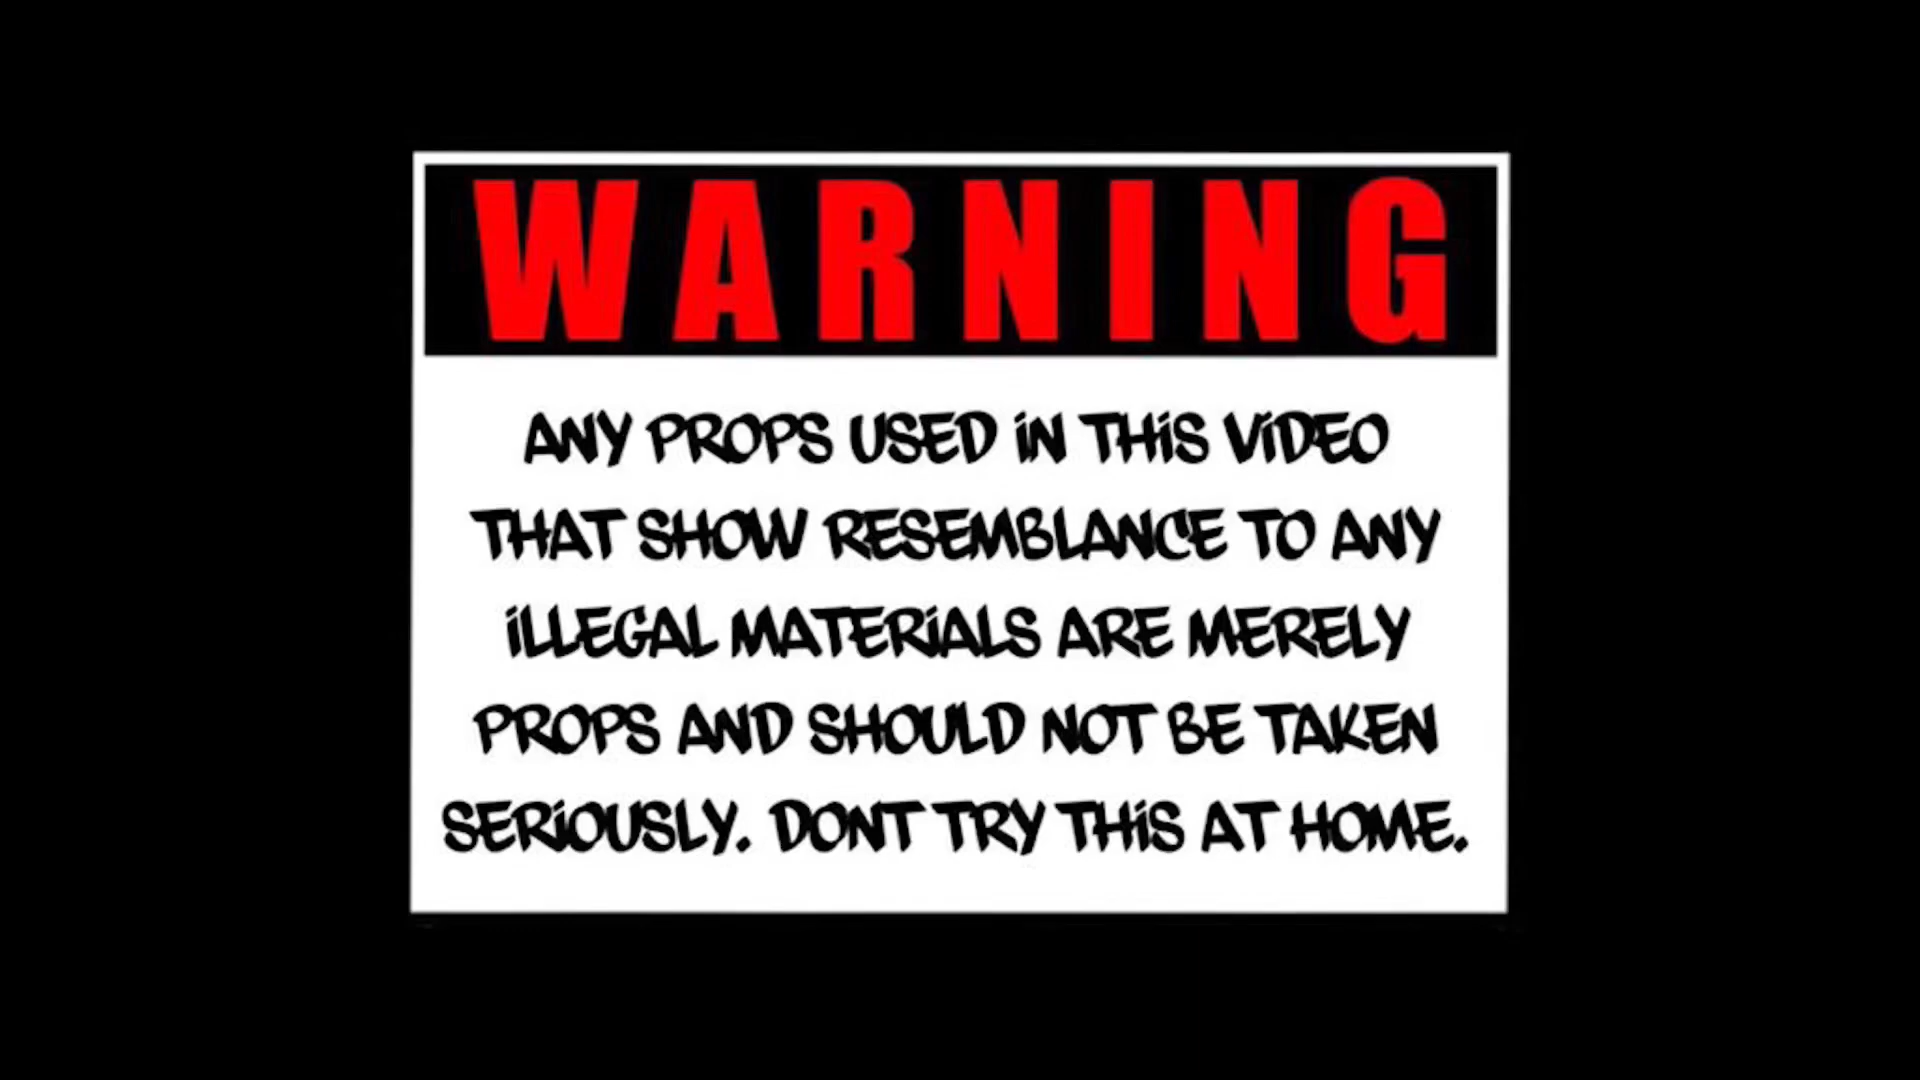 WARNING
ANY PROPS USED iN THiS ViDEO
THAT SHOW RESEMBLANCE TO ANY
iLLEGAL MATERiALS ARE MERELY
PROPS AND SHOULD NOT BE TAKEN
SERiOUSLY. DONT TRY THiS AT HOME.